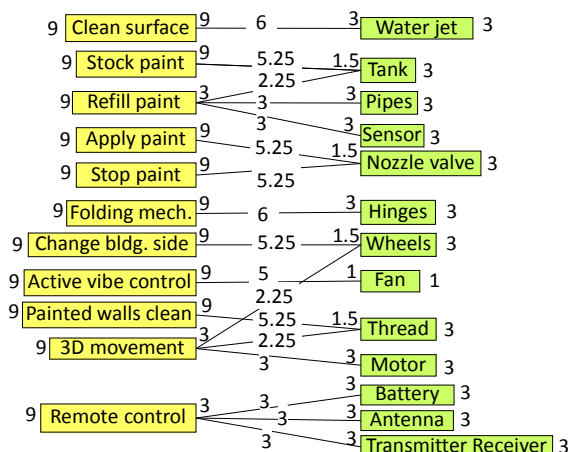 9 Clean surface 9 6 3 Water jet 3
9 Stock paint 9 5.25 1.5 Tank 3
2.25
9 Refill paint 3 3 3 Pipes 3
3 3 Sensor 3
9 Apply paint 9 5.25 1.5 Nozzle valve 3
9 Stop paint 9 5.25
9 Folding mech. 9 6 3 Hinges 3
9 Change bldg. side 9 5.25 1.5 Wheels 3
9 Active vibe control 9 5 1 Fan 1
2.25
9 Painted walls clean 9 5.25 1.5 Thread 3
9 3D movement 3 2.25
3 3 Motor 3
3 3 Battery 3
9 Remote control 3 3 3 Antenna 3
3 3 Transmitter Receiver 3